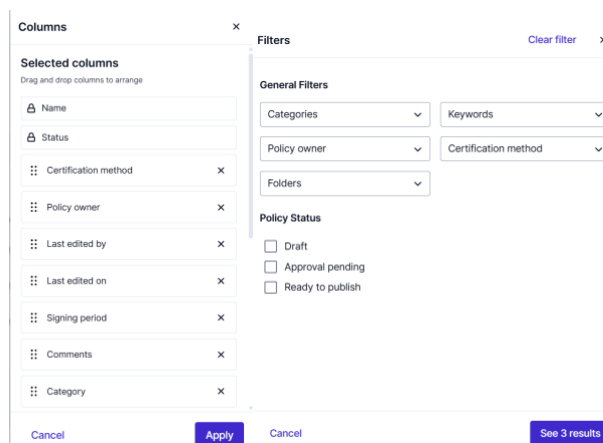 Columns
Selected columns
Drag and drop columns to arrange
Name
Status
Certification method
Policy owner
Last edited by
Last edited on
Signing period
Comments
Category
Cancel
Apply
Filters
Clear filter
General Filters
Categories
Keywords
Policy owner
Certification method
Folders
Policy Status
Draft
Approval pending
Ready to publish
Cancel
See 3 results